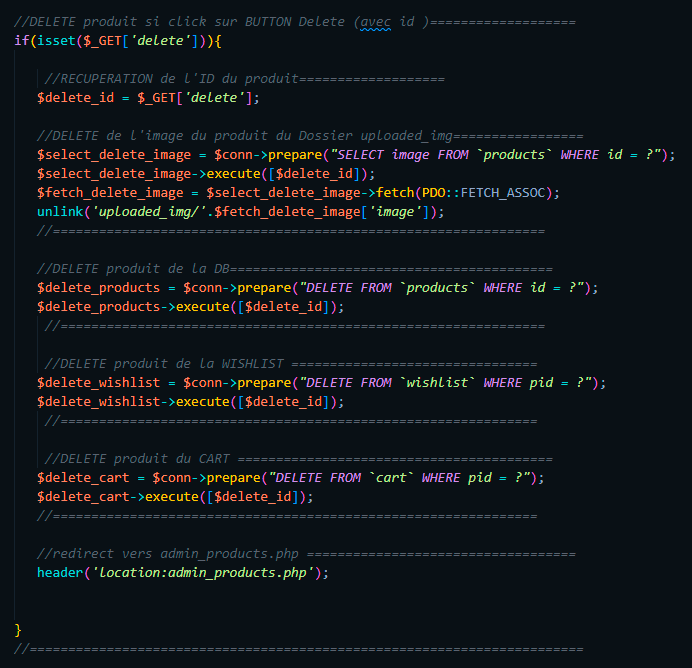 //DELETE produit si click sur BUTTON Delete (avec id )===================
if(isset($_GET['delete'])){
//RECUPERATION de l'ID du produit===================
$delete_id = $_GET['delete'];
//DELETE de l'image du produit du Dossier uploaded_img=================
$select_delete_image = $conn->prepare("SELECT image FROM `products` WHERE id = ?");
$select_delete_image->execute([$delete_id]);
$fetch_delete_image = $select_delete_image->fetch(PDO::FETCH_ASSOC);
unlink('uploaded_img/'.$fetch_delete_image['image']);
//================================================================
//DELETE produit de la DB==========================================
$delete_products = $conn->prepare("DELETE FROM `products` WHERE id = ?");
$delete_products->execute([$delete_id]);
//===============================================================
//DELETE produit de la WISHLIST ================================
$delete_wishlist = $conn->prepare("DELETE FROM `wishlist` WHERE pid = ?");
$delete_wishlist->execute([$delete_id]);
//==============================================================
//DELETE produit du CART =========================================
$delete_cart = $conn->prepare("DELETE FROM `cart` WHERE pid = ?");
$delete_cart->execute([$delete_id]);
//===============================================================
//redirect vers admin_products.php ===================================
header('location:admin_products.php');
}
//========================================================================